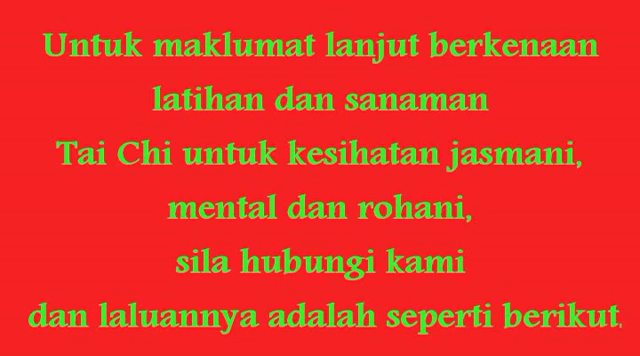 Untuk maklumat lanjut berkenaan
latihan dan sanaman
Tai Chi untuk kesihatan jasmani,
mental dan rohani,
sila hubungi kami
dan laluannya adalah seperti berikut,